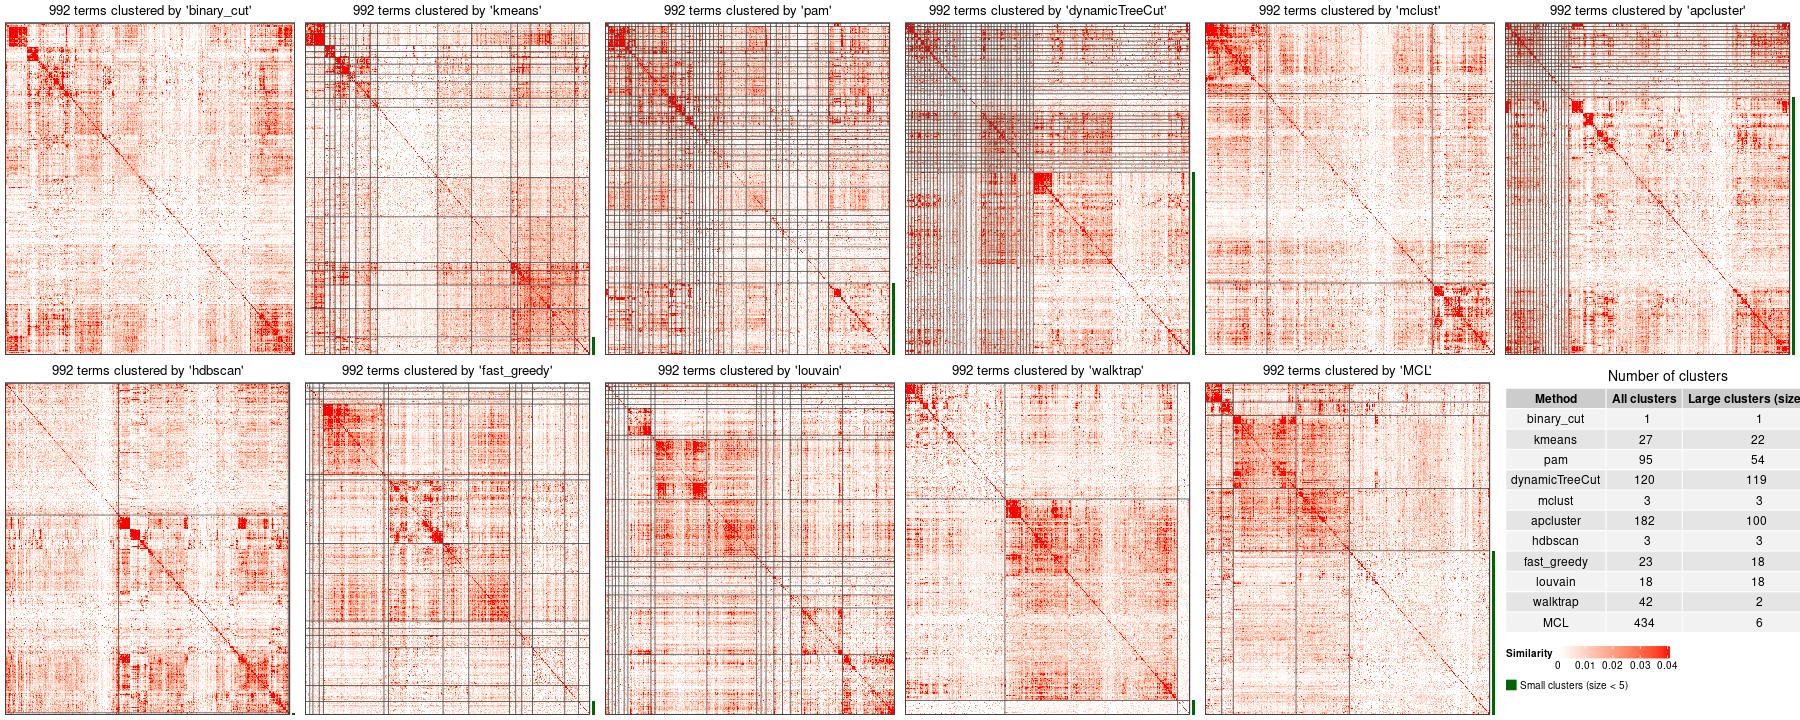 992 terms clustered by 'binary_cut'
992 terms clustered by 'kmeans'
992 terms clustered by 'pam'
992 terms clustered by 'dynamicTreeCut'
992 terms clustered by 'mclust'
992 terms clustered by 'apcluster'
992 terms clustered by 'hdbscan'
992 terms clustered by 'fast_greedy'
992 terms clustered by 'louvain'
992 terms clustered by 'walktrap'
992 terms clustered by 'MCL'
Number of clusters
Method All clusters Large clusters (size
binary_cut 1 1
kmeans 27 22
pam 95 54
dynamicTreeCut 120 119
mclust 3 3
apcluster 182 100
hdbscan 3 3
fast_greedy 23 18
louvain 18 18
walktrap 42 2
MCL 434 6
Similarity
0 0.01 0.02 0.03 0.04
Small clusters (size < 5)